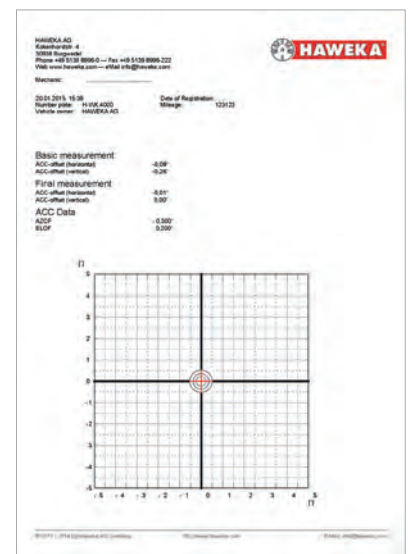 HAWEKA AG
Kokenhorststr. 4
30938 Burgwedel
Phone +49 5139 8996-0 — Fax +49 5139 8996-222
Web www.haweka.com — eMail info@haweka.com
HAWEKA
Mechanic:
20.01.2015 15:39
Date of Registration:
Number plate: H-WK 4000
Mileage: 123123
Vehicle owner: HAWEKA AG
Basic measurement
ACC-offset (horizontal) -0,09°
ACC-offset (vertical) -0,26°
Final measurement
ACC-offset (horizontal) -0,01°
ACC-offset (vertical) 0,00°
ACC Data
AZOF - 0,300°
ELOF 0,200°
[']
5
4
3
2
1
0
-1
-2
-3
-4
-5
-5 -4 -3 -2 -1 0 1 2 3 4 5
[']